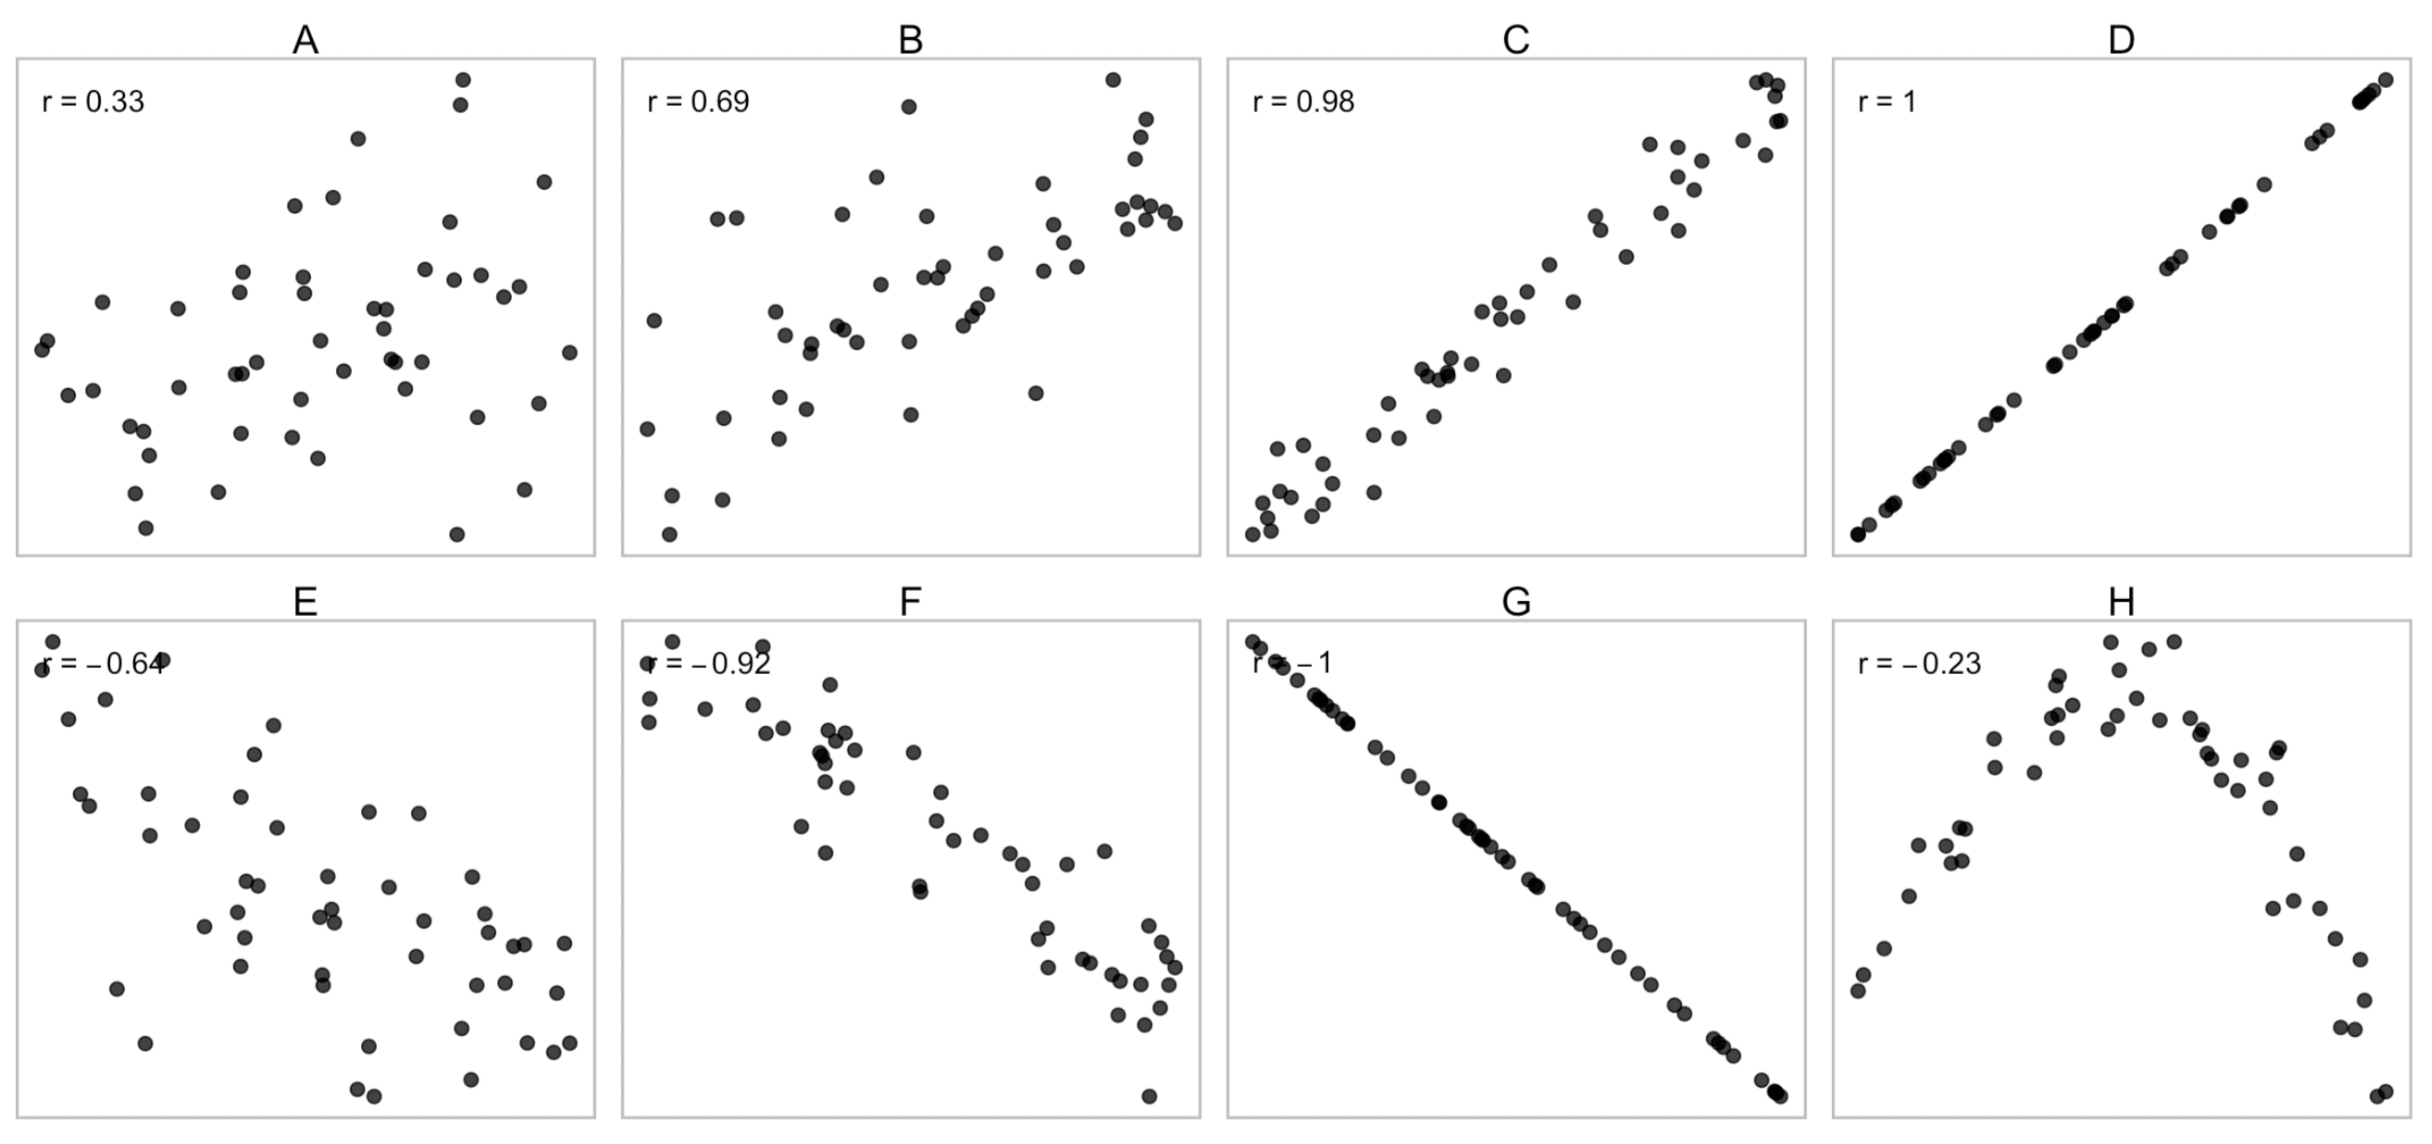 A
B
C
D
r = 0.33
r = 0.69
r = 0.98
r = 1
E
F
G
H
r = −0.64
r = −0.92
r = −1
r = −0.23